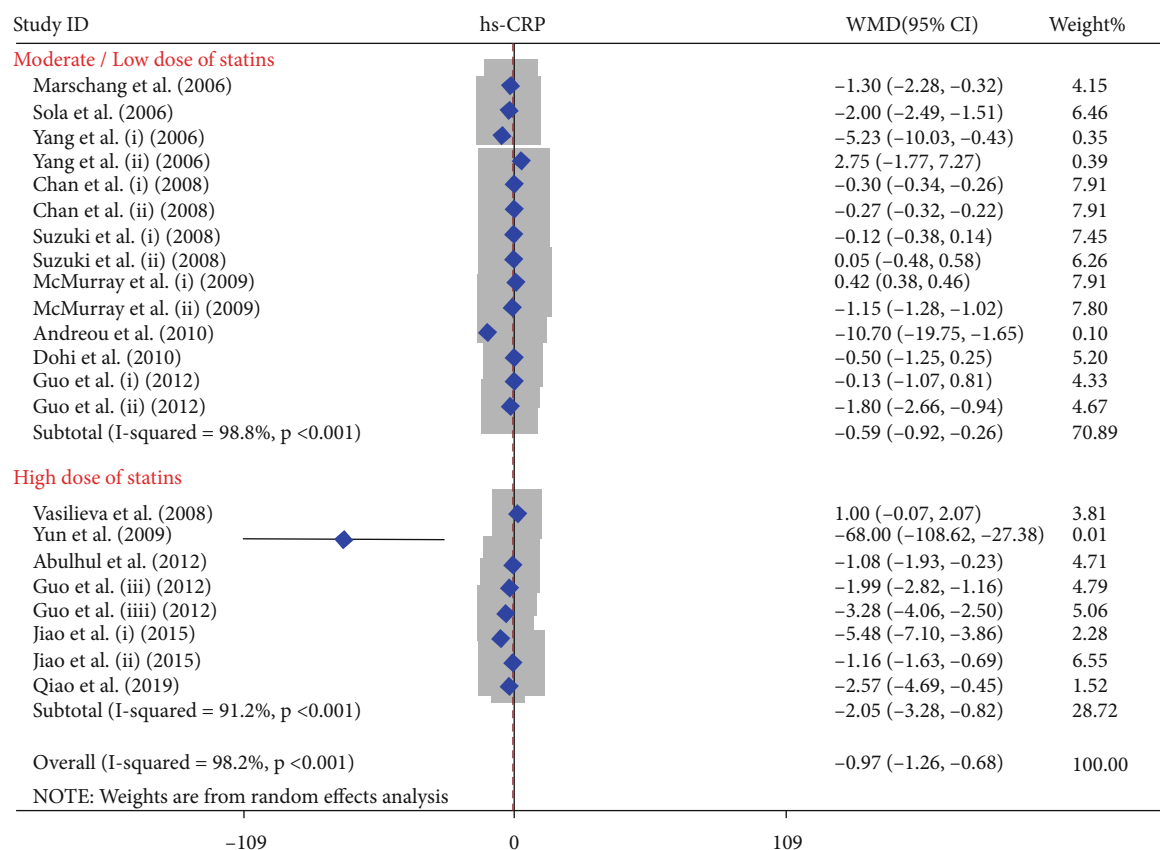 Study ID hs-CRP WMD(95% CI) Weight%
Moderate / Low dose of statins
Marschang et al. (2006) −1.30 (−2.28, −0.32) 4.15
Sola et al. (2006) −2.00 (−2.49, −1.51) 6.46
Yang et al. (i) (2006) −5.23 (−10.03, −0.43) 0.35
Yang et al. (ii) (2006) 2.75 (−1.77, 7.27) 0.39
Chan et al. (i) (2008) −0.30 (−0.34, −0.26) 7.91
Chan et al. (ii) (2008) −0.27 (−0.32, −0.22) 7.91
Suzuki et al. (i) (2008) −0.12 (−0.38, 0.14) 7.45
Suzuki et al. (ii) (2008) 0.05 (−0.48, 0.58) 6.26
McMurray et al. (i) (2009) 0.42 (0.38, 0.46) 7.91
McMurray et al. (ii) (2009) −1.15 (−1.28, −1.02) 7.80
Andreou et al. (2010) −10.70 (−19.75, −1.65) 0.10
Dohi et al. (2010) −0.50 (−1.25, 0.25) 5.20
Guo et al. (i) (2012) −0.13 (−1.07, 0.81) 4.33
Guo et al. (ii) (2012) −1.80 (−2.66, −0.94) 4.67
Subtotal (I-squared = 98.8%, p <0.001) −0.59 (−0.92, −0.26) 70.89
High dose of statins
Vasilieva et al. (2008) 1.00 (−0.07, 2.07) 3.81
Yun et al. (2009) −68.00 (−108.62, −27.38) 0.01
Abulhul et al. (2012) −1.08 (−1.93, −0.23) 4.71
Guo et al. (iii) (2012) −1.99 (−2.82, −1.16) 4.79
Guo et al. (iiii) (2012) −3.28 (−4.06, −2.50) 5.06
Jiao et al. (i) (2015) −5.48 (−7.10, −3.86) 2.28
Jiao et al. (ii) (2015) −1.16 (−1.63, −0.69) 6.55
Qiao et al. (2019) −2.57 (−4.69, −0.45) 1.52
Subtotal (I-squared = 91.2%, p <0.001) −2.05 (−3.28, −0.82) 28.72
Overall (I-squared = 98.2%, p <0.001) −0.97 (−1.26, −0.68) 100.00
NOTE: Weights are from random effects analysis
−109 0 109